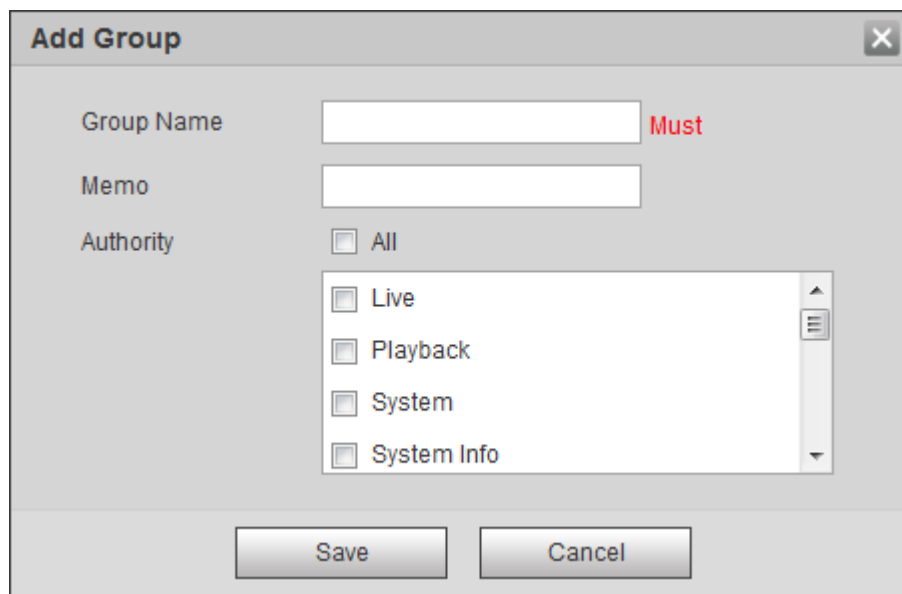 Add Group
Group Name Must
Memo
Authority All
Live
Playback
System
System Info
Save Cancel